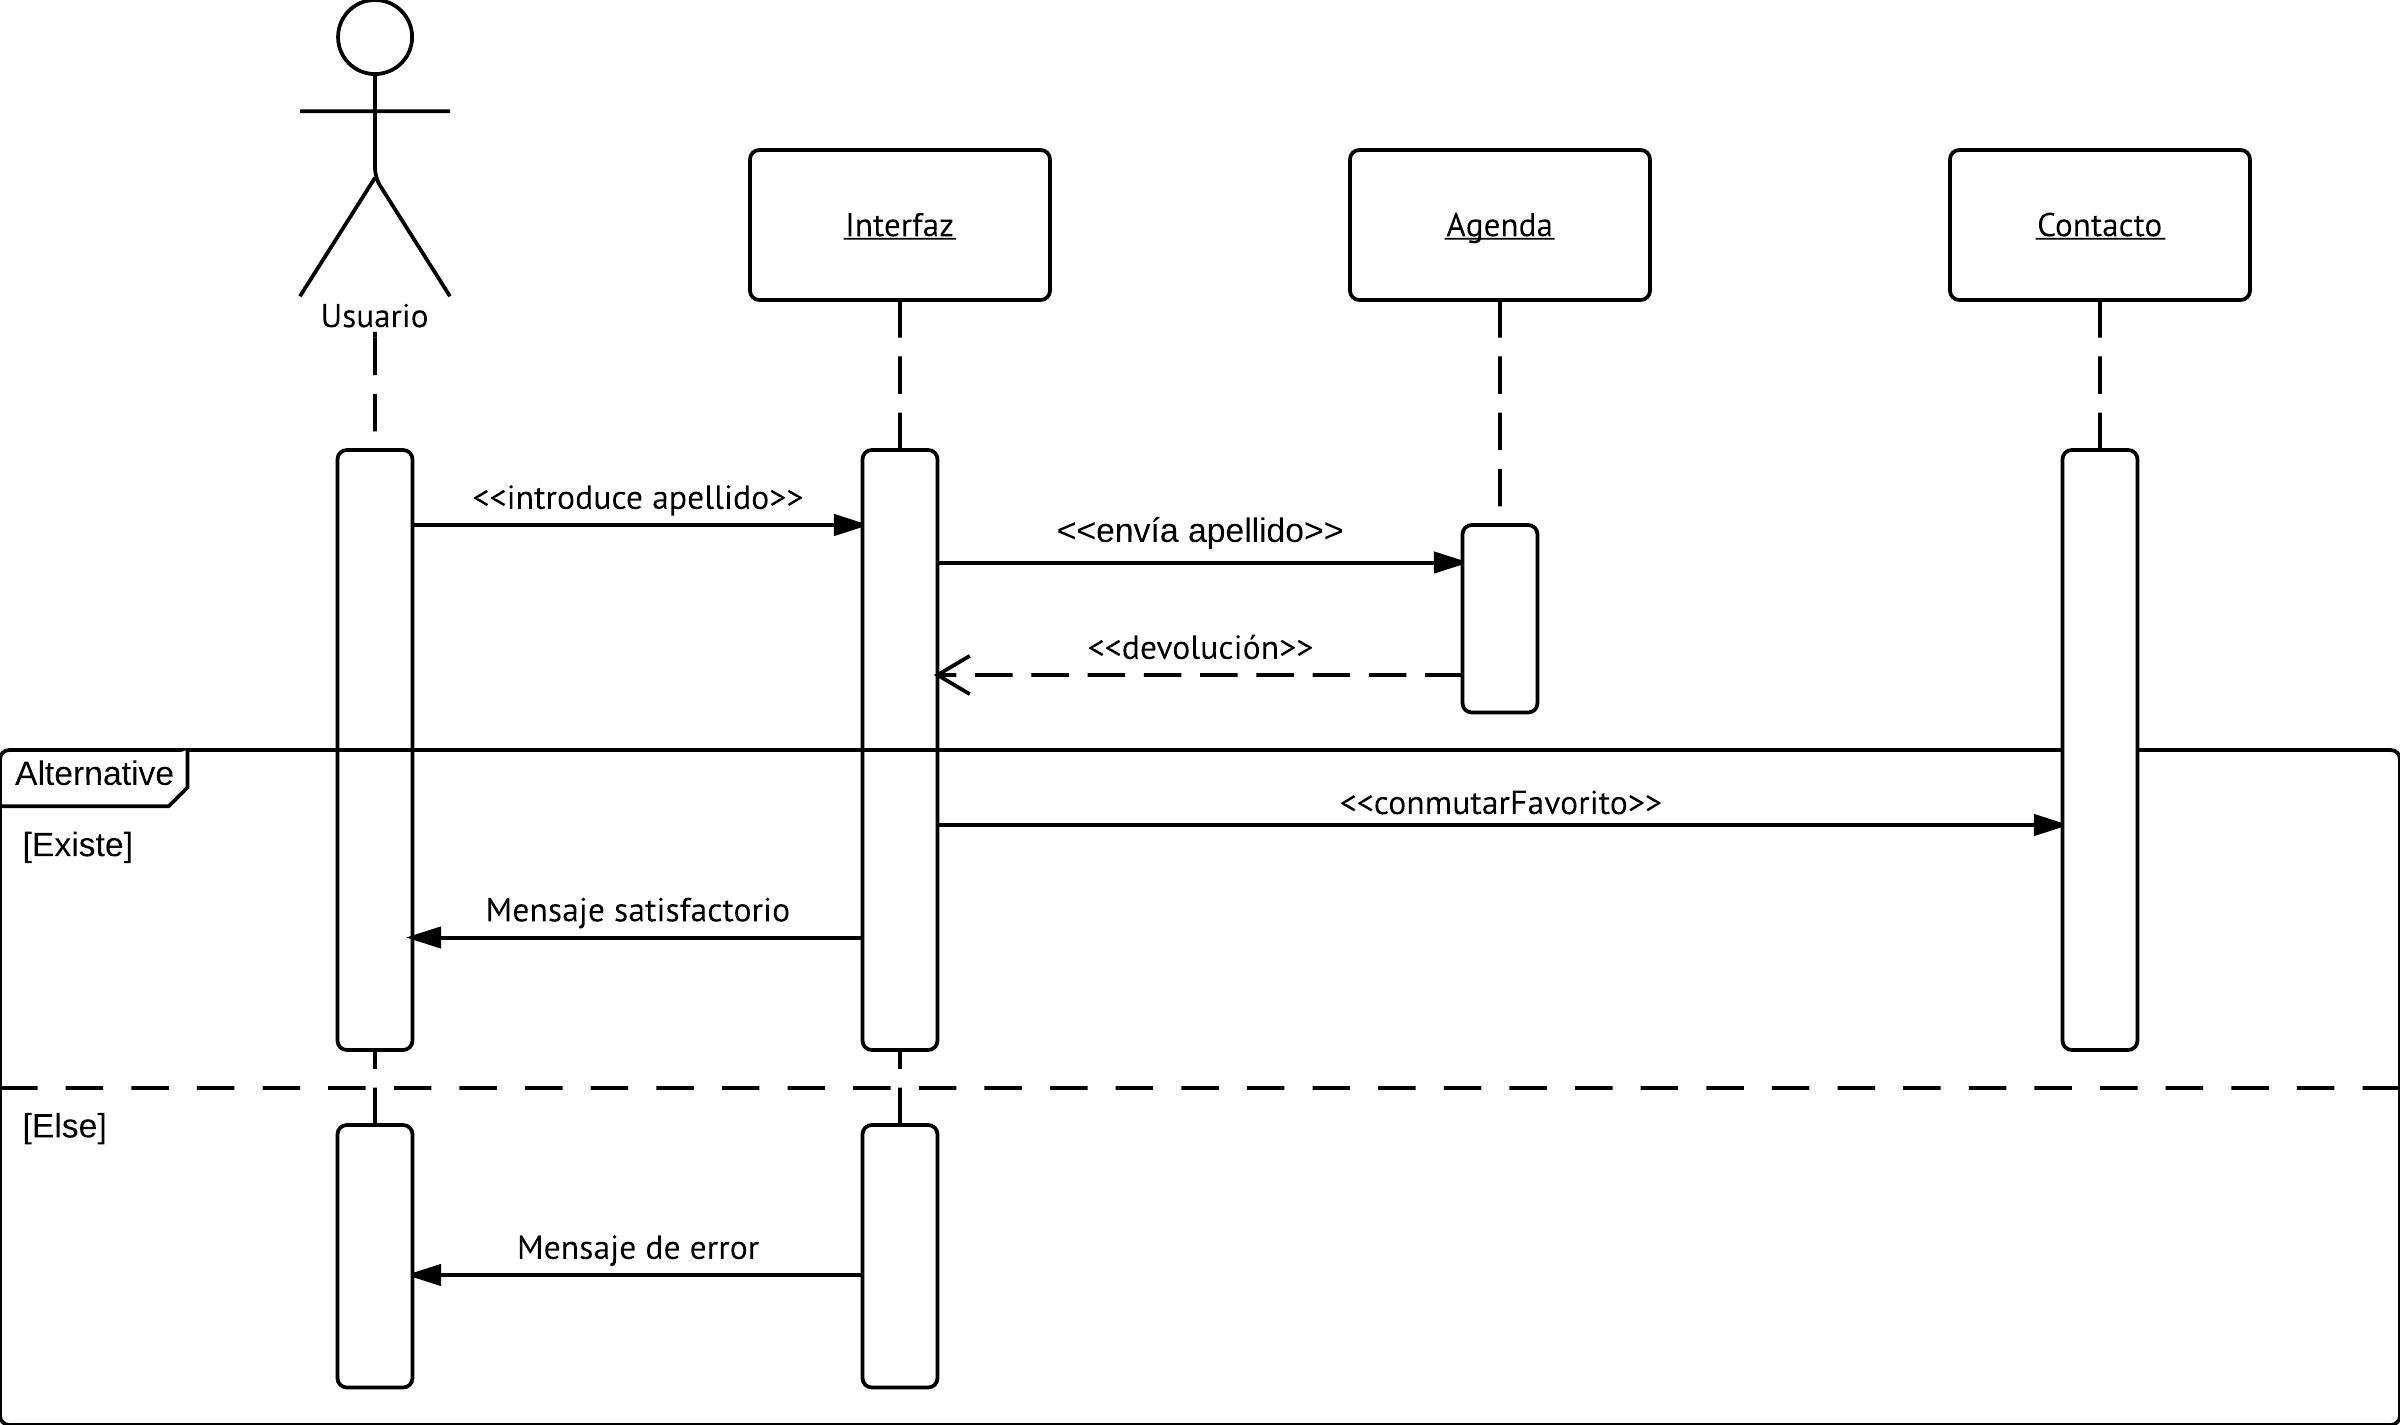 Usuario
Interfaz
Agenda
Contacto
<<introduce apellido>>
<<envía apellido>>
<<devolución>>
Alternative
<<conmutarFavorito>>
[Existe]
Mensaje satisfactorio
[Else]
Mensaje de error